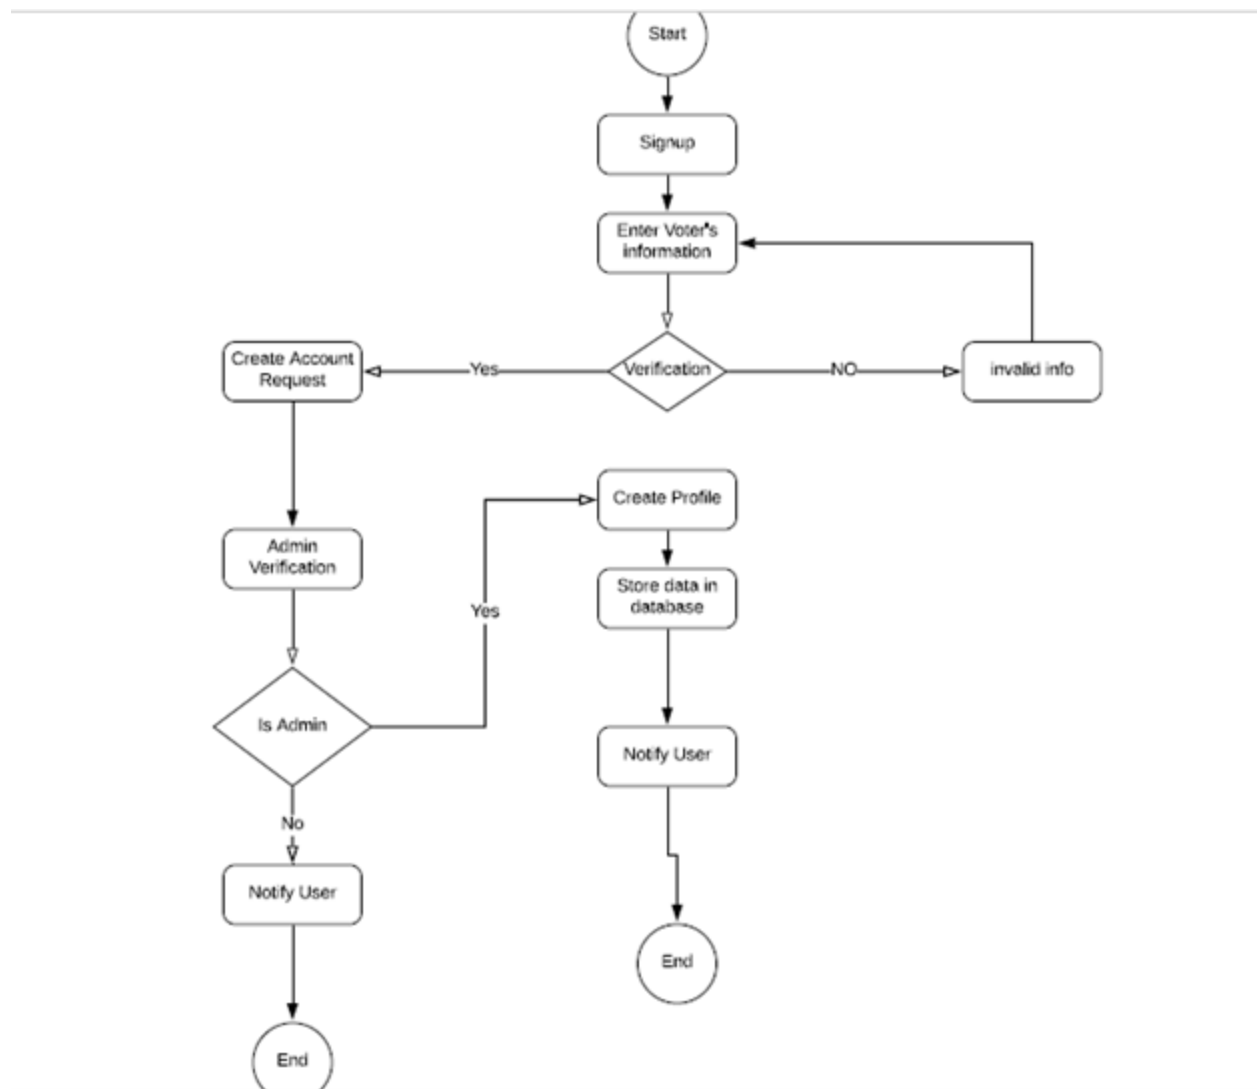 Start
Signup
Enter Voter's
information
Create Account
Request
Yes
Verification
NO
invalid info
Create Profile
Admin
Verification
Store data in
database
Yes
Is Admin
Notify User
No
Notify User
End
End